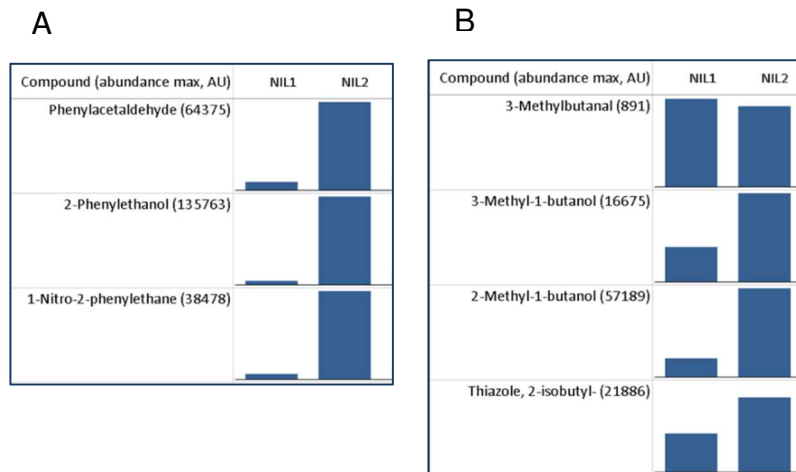 A
Compound (abundance max, AU) NIL1 NIL2
Phenylacetaldehyde (64375)
2-Phenylethanol (135763)
1-Nitro-2-phenylethane (38478)
B
Compound (abundance max, AU) NIL1 NIL2
3-Methylbutanal (891)
3-Methyl-1-butanol (16675)
2-Methyl-1-butanol (57189)
Thiazole, 2-isobutyl- (21886)